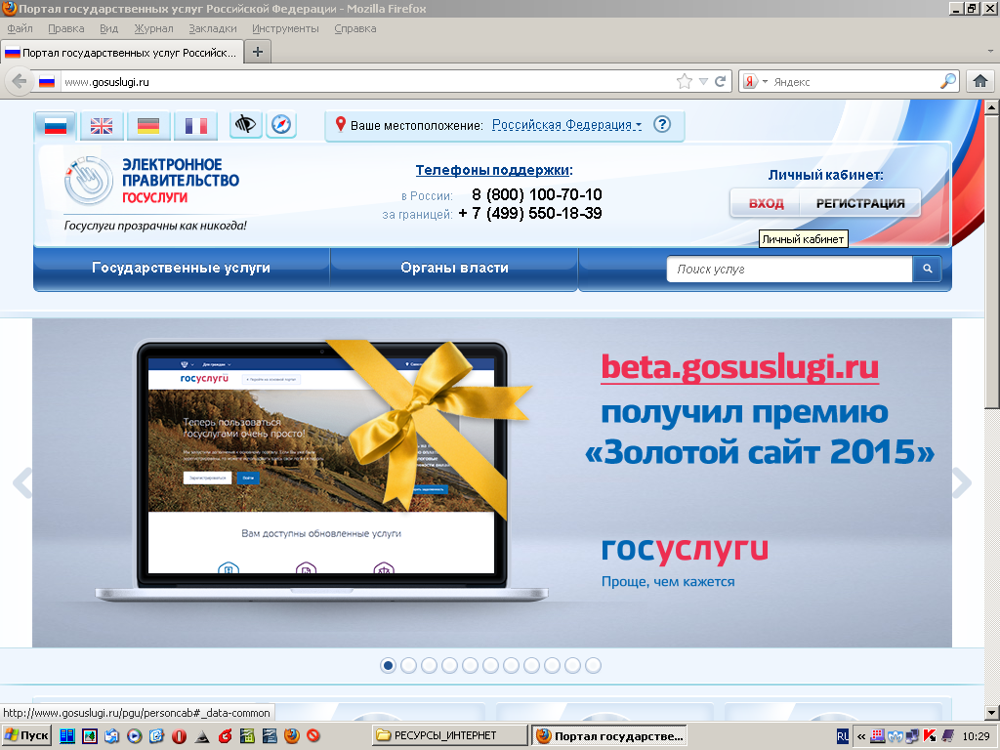 Портал государственных услуг Российской Федерации - Mozilla Firefox
Файл Правка Вид Журнал Закладки Инструменты Справка
Портал государственных услуг Российск...
www.gosuslugi.ru
Яндекс
Ваше местоположение: Российская Федерация
ЭЛЕКТРОННОЕ
ПРАВИТЕЛЬСТВО
ГОСУСЛУГИ
Госуслуги прозрачны как никогда!
Телефоны поддержки:
в России: 8 (800) 100-70-10
за границей: + 7 (499) 550-18-39
Личный кабинет:
ВХОД РЕГИСТРАЦИЯ
Личный кабинет
Государственные услуги
Органы власти
Поиск услуг
госуслуги
Теперь пользоваться
госуслугами очень просто!
Зарегистрироваться Войти
Вам доступны обновленные услуги
beta.gosuslugi.ru
получил премию
«Золотой сайт 2015»
госуслуги
Проще, чем кажется
http://www.gosuslugi.ru/pgu/personcab#_data-common
Пуск
РЕСУРСЫ_ИНТЕРНЕТ
Портал государстве...
RL
10:29